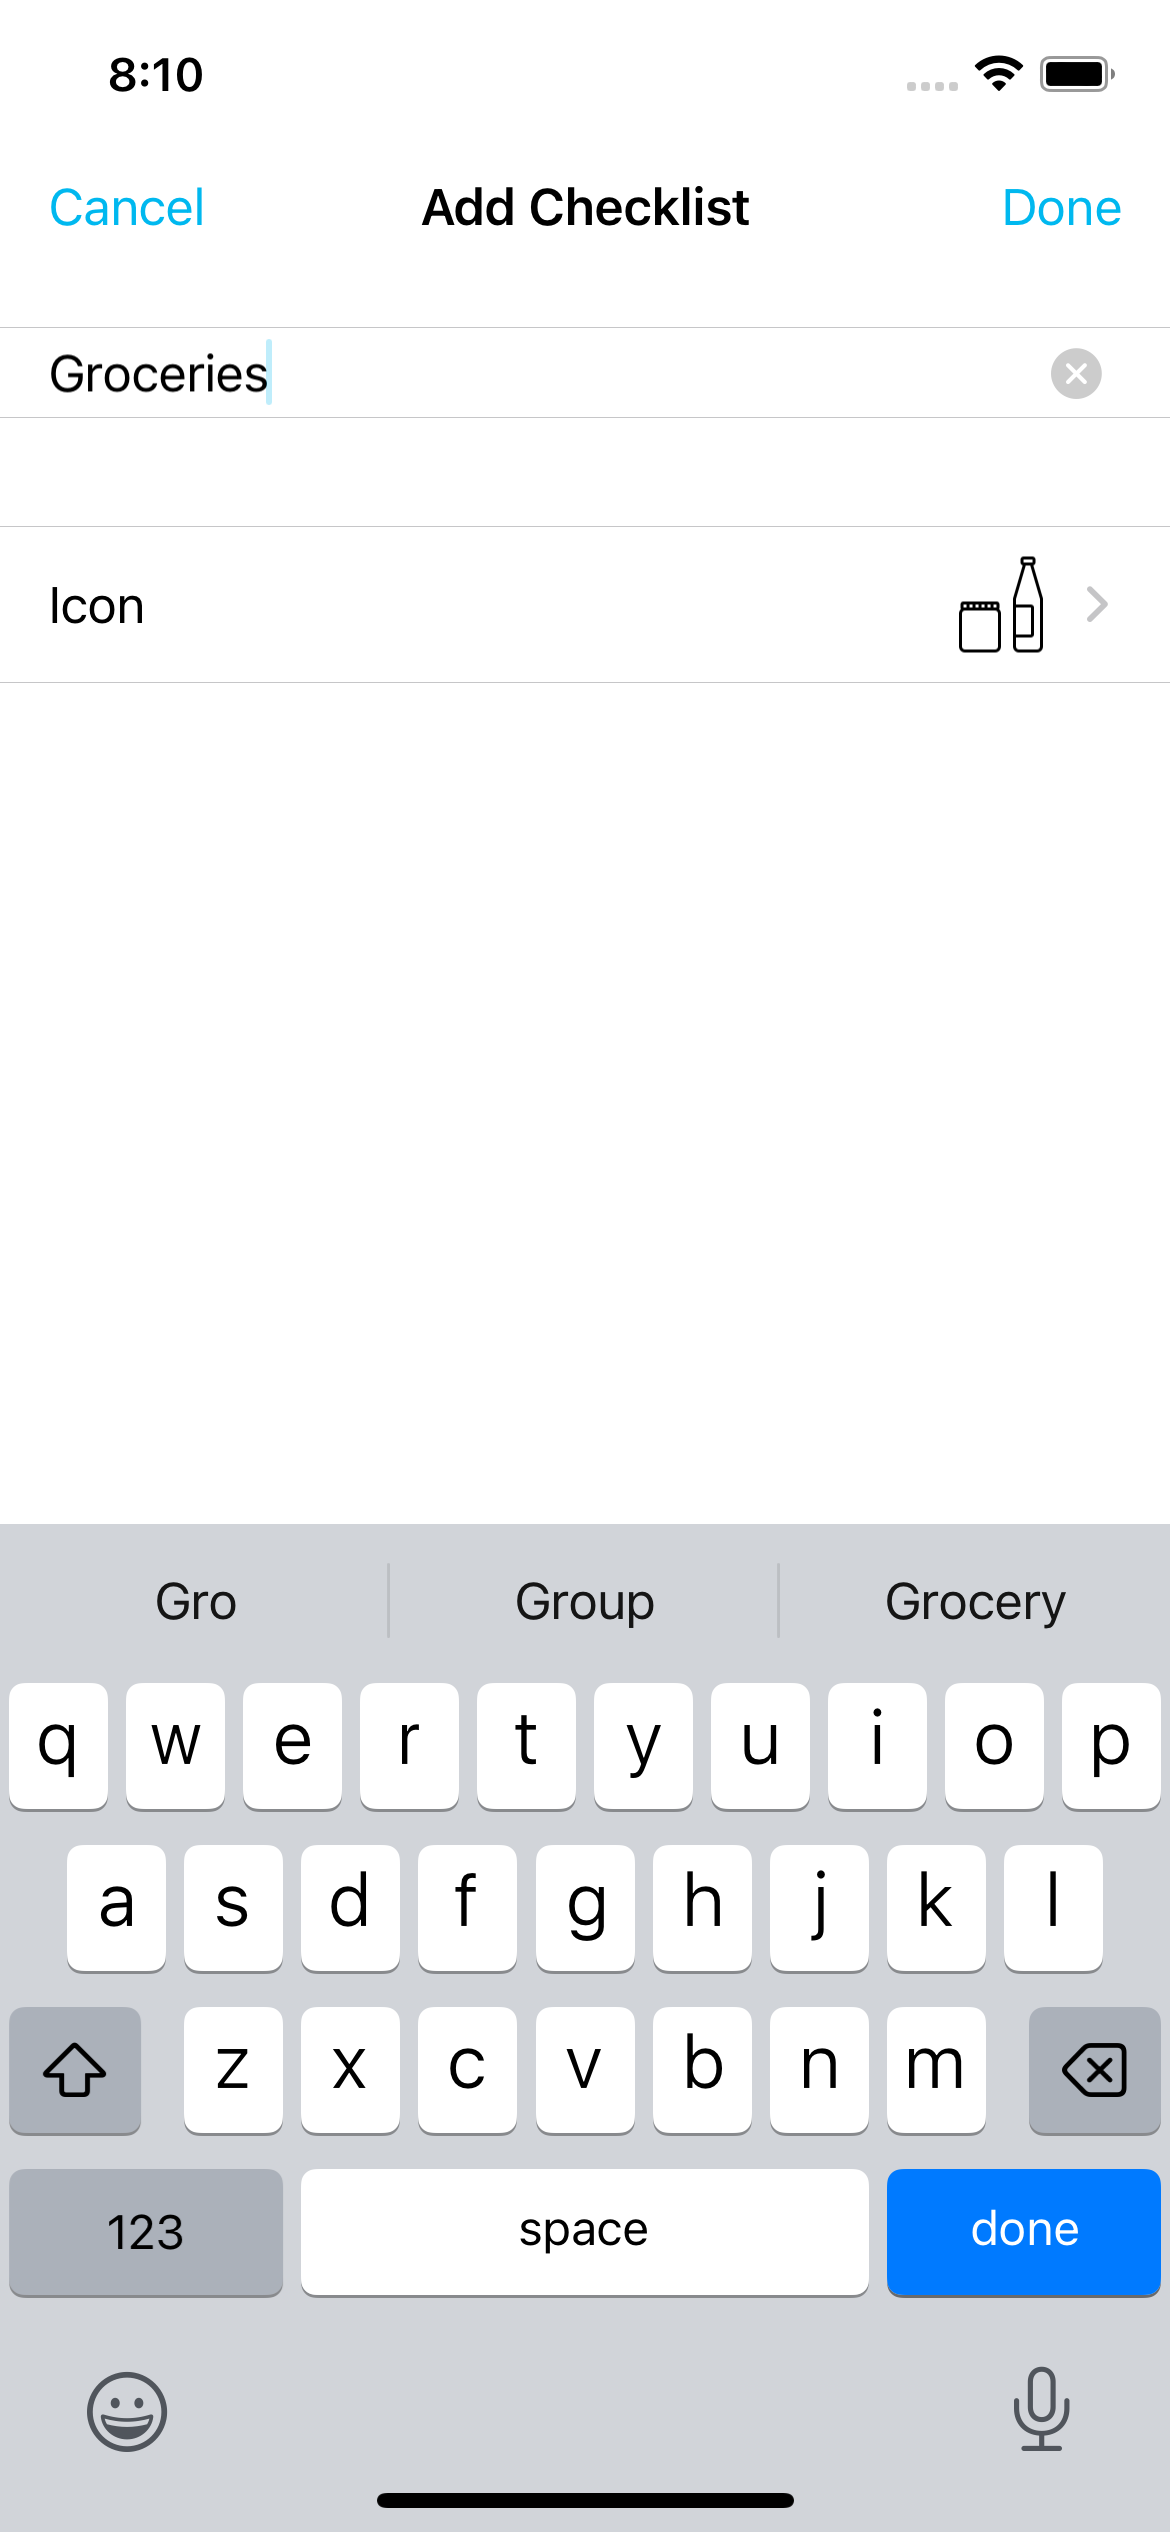 8:10
Cancel Add Checklist Done
Groceries
Icon
Gro Group Grocery
q w e r t y u i o p
a s d f g h j k l
z x c v b n m
123 space done